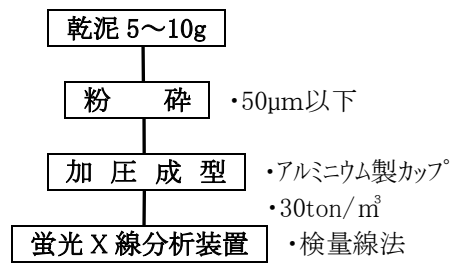 乾泥 5～10g
粉　砕　・50μm以下
加 圧 成 型　・アルミニウム製カップ
・30ton/㎥
蛍光 X 線分析装置　・検量線法